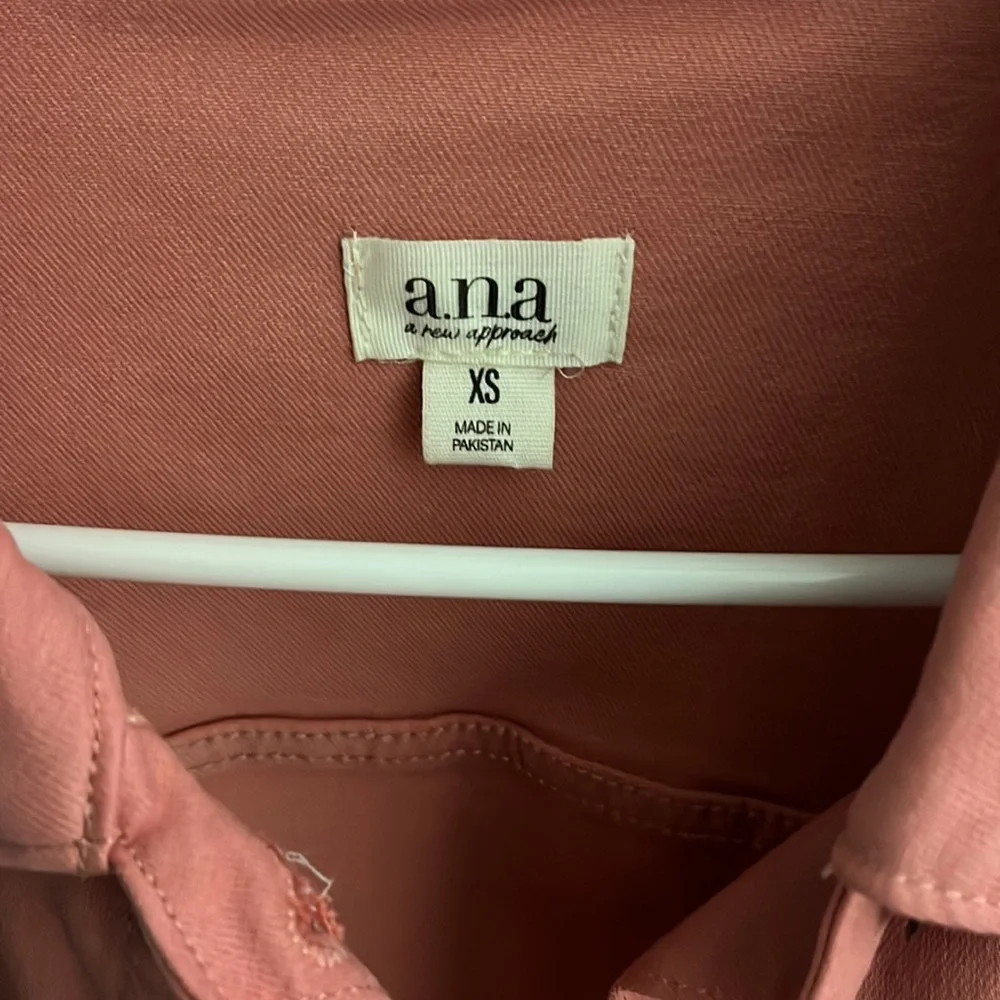 a.n.a
a new approach
XS
MADE IN
PAKISTAN